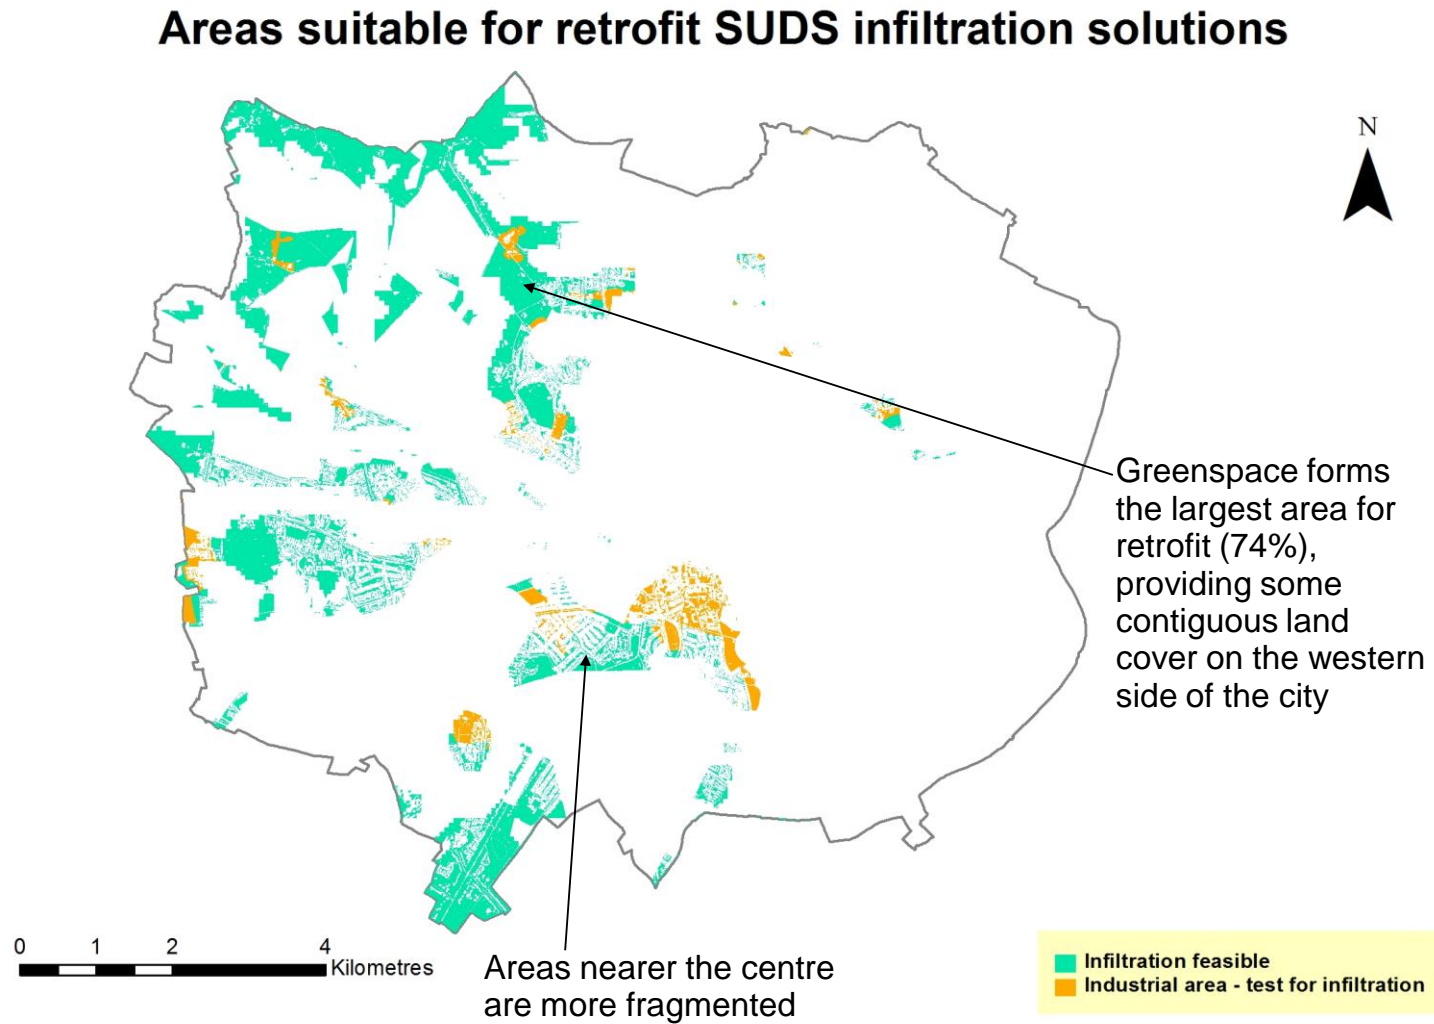 Areas suitable for retrofit SUDS infiltration solutions
N
Greenspace forms
the largest area for
retrofit (74%),
providing some
contiguous land
cover on the western
side of the city
0 1 2 4
Kilometres
Areas nearer the centre
are more fragmented
Infiltration feasible
Industrial area - test for infiltration